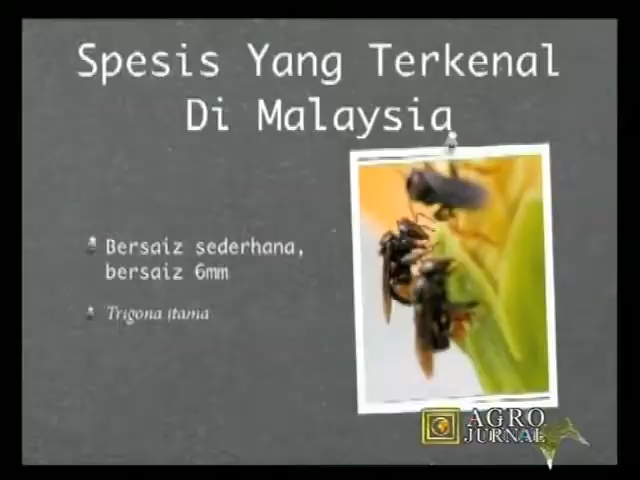 Spesis Yang Terkenal
Di Malaysia
Bersaiz sederhana,
bersaiz 6mm
Trigona itama
AGRO
JURNAL